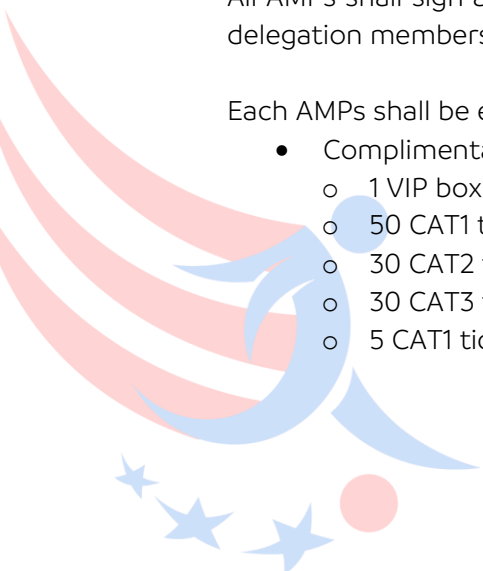 All AMPs shall sign a
delegation members
Each AMPs shall be e
• Complimenta
o 1 VIP box
o 50 CAT1 t
o 30 CAT2
o 30 CAT3
o 5 CAT1 tic